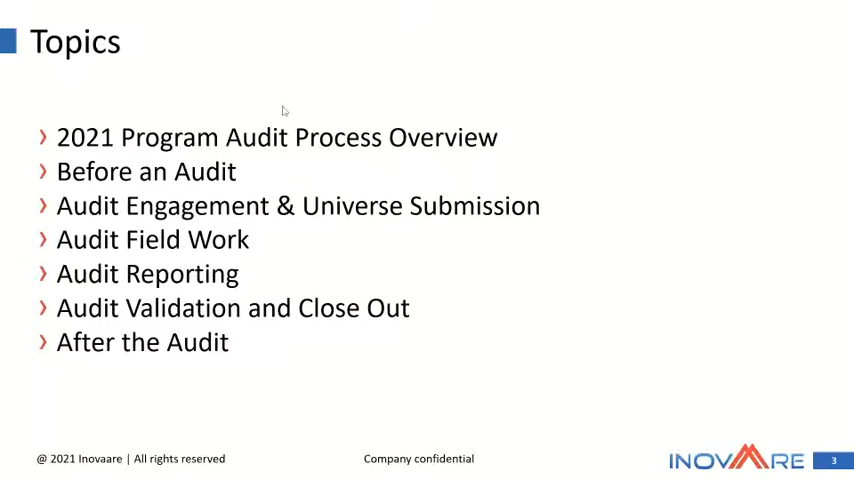 Topics
› 2021 Program Audit Process Overview
› Before an Audit
› Audit Engagement & Universe Submission
› Audit Field Work
› Audit Reporting
› Audit Validation and Close Out
› After the Audit
@ 2021 Inovaare | All rights reserved
Company confidential
INOVAARE
3